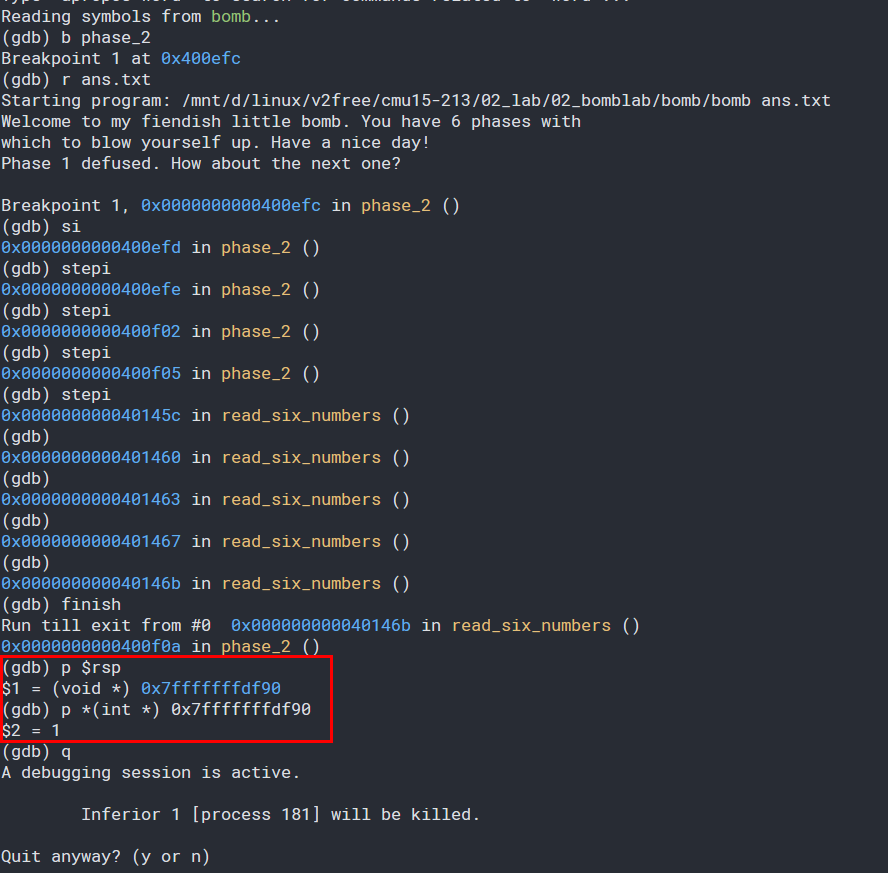 Type "apropos word" to search for commands related to "word"...
Reading symbols from bomb...
(gdb) b phase_2
Breakpoint 1 at 0x400efc
(gdb) r ans.txt
Starting program: /mnt/d/linux/v2free/cmu15-213/02_lab/02_bomblab/bomb/bomb ans.txt
Welcome to my fiendish little bomb. You have 6 phases with
which to blow yourself up. Have a nice day!
Phase 1 defused. How about the next one?
Breakpoint 1, 0x0000000000400efc in phase_2 ()
(gdb) si
0x0000000000400efd in phase_2 ()
(gdb) stepi
0x0000000000400efe in phase_2 ()
(gdb) stepi
0x0000000000400f02 in phase_2 ()
(gdb) stepi
0x0000000000400f05 in phase_2 ()
(gdb) stepi
0x000000000040145c in read_six_numbers ()
(gdb)
0x0000000000401460 in read_six_numbers ()
(gdb)
0x0000000000401463 in read_six_numbers ()
(gdb)
0x0000000000401467 in read_six_numbers ()
(gdb)
0x000000000040146b in read_six_numbers ()
(gdb) finish
Run till exit from #0  0x000000000040146b in read_six_numbers ()
0x0000000000400f0a in phase_2 ()
(gdb) p $rsp
$1 = (void *) 0x7fffffffdf90
(gdb) p *(int *) 0x7fffffffdf90
$2 = 1
(gdb) q
A debugging session is active.
Inferior 1 [process 181] will be killed.
Quit anyway? (y or n)